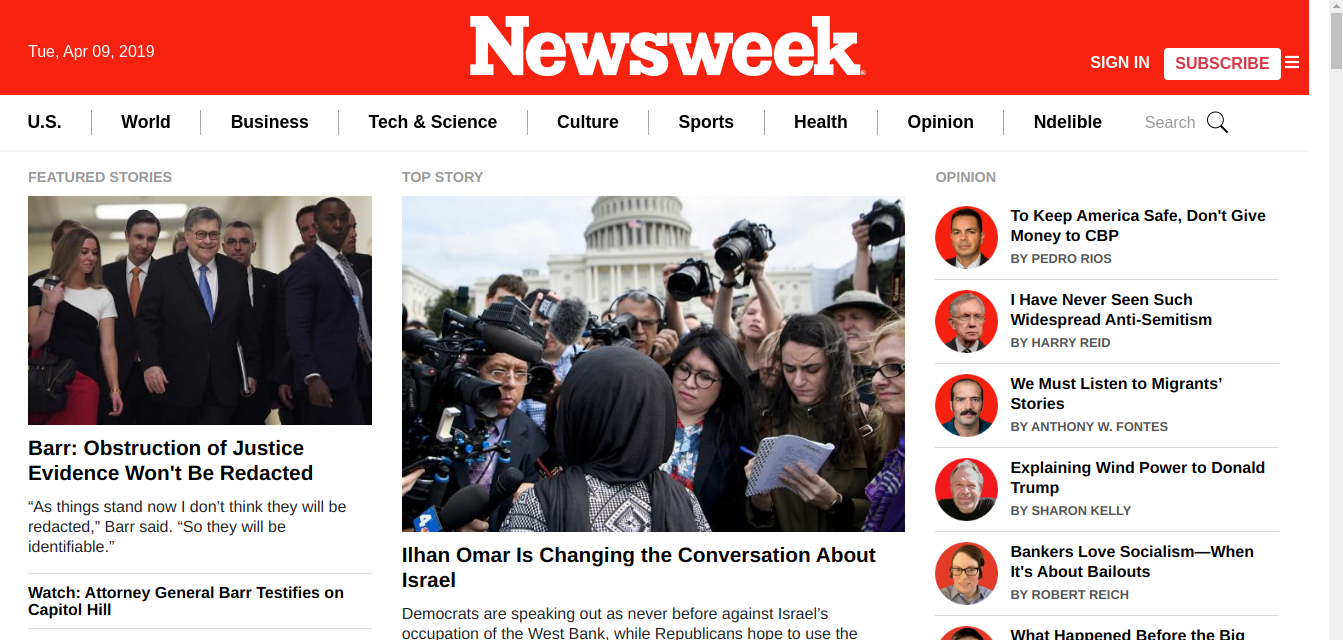 Tue, Apr 09, 2019
Newsweek
SIGN IN
SUBSCRIBE
U.S.
World
Business
Tech & Science
Culture
Sports
Health
Opinion
Ndelible
Search
FEATURED STORIES
Barr: Obstruction of Justice
Evidence Won't Be Redacted
“As things stand now I don’t think they will be
redacted,” Barr said. “So they will be
identifiable.”
Watch: Attorney General Barr Testifies on
Capitol Hill
TOP STORY
Ilhan Omar Is Changing the Conversation About
Israel
Democrats are speaking out as never before against Israel’s
occupation of the West Bank, while Republicans hope to use the
OPINION
To Keep America Safe, Don't Give
Money to CBP
BY PEDRO RIOS
I Have Never Seen Such
Widespread Anti-Semitism
BY HARRY REID
We Must Listen to Migrants’
Stories
BY ANTHONY W. FONTES
Explaining Wind Power to Donald
Trump
BY SHARON KELLY
Bankers Love Socialism—When
It's About Bailouts
BY ROBERT REICH
What Happened Before the Big